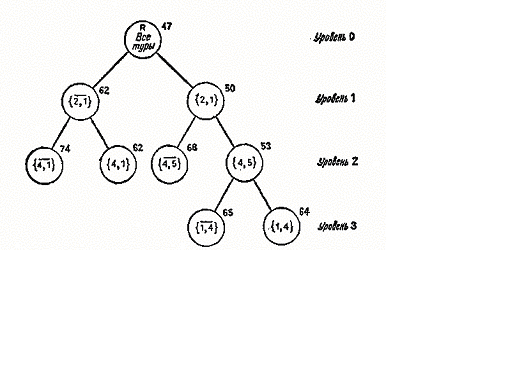 R 47
Все
туры
Уровень 0
62
{2,1}
50
{2,1}
Уровень 1
74
{4,1}
62
{4,1}
68
{4,5}
53
{4,5}
Уровень 2
65
{1,4}
64
{1,4}
Уровень 3